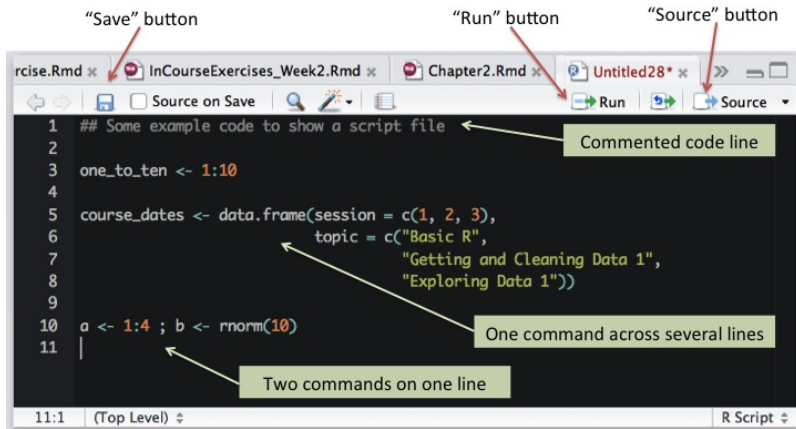 “Save” button
“Run” button
“Source” button
rcise.Rmd
InCourseExercises_Week2.Rmd
Chapter2.Rmd
Untitled28*
Source on Save
Run
Source
1 ## Some example code to show a script file
Commented code line
2
3 one_to_ten <- 1:10
4
5 course_dates <- data.frame(session = c(1, 2, 3),
6 topic = c("Basic R",
7 "Getting and Cleaning Data 1",
8 "Exploring Data 1"))
9
One command across several lines
10 a <- 1:4 ; b <- rnorm(10)
11
Two commands on one line
11:1 (Top Level) R Script